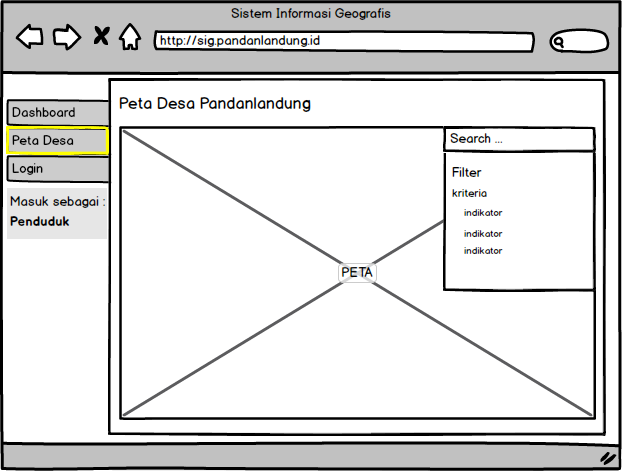 Sistem Informasi Geografis
http://sig.pandanlandung.id
Dashboard
Peta Desa
Login
Masuk sebagai :
Penduduk
Peta Desa Pandanlandung
Search ...
Filter
kriteria
indikator
indikator
indikator
PETA